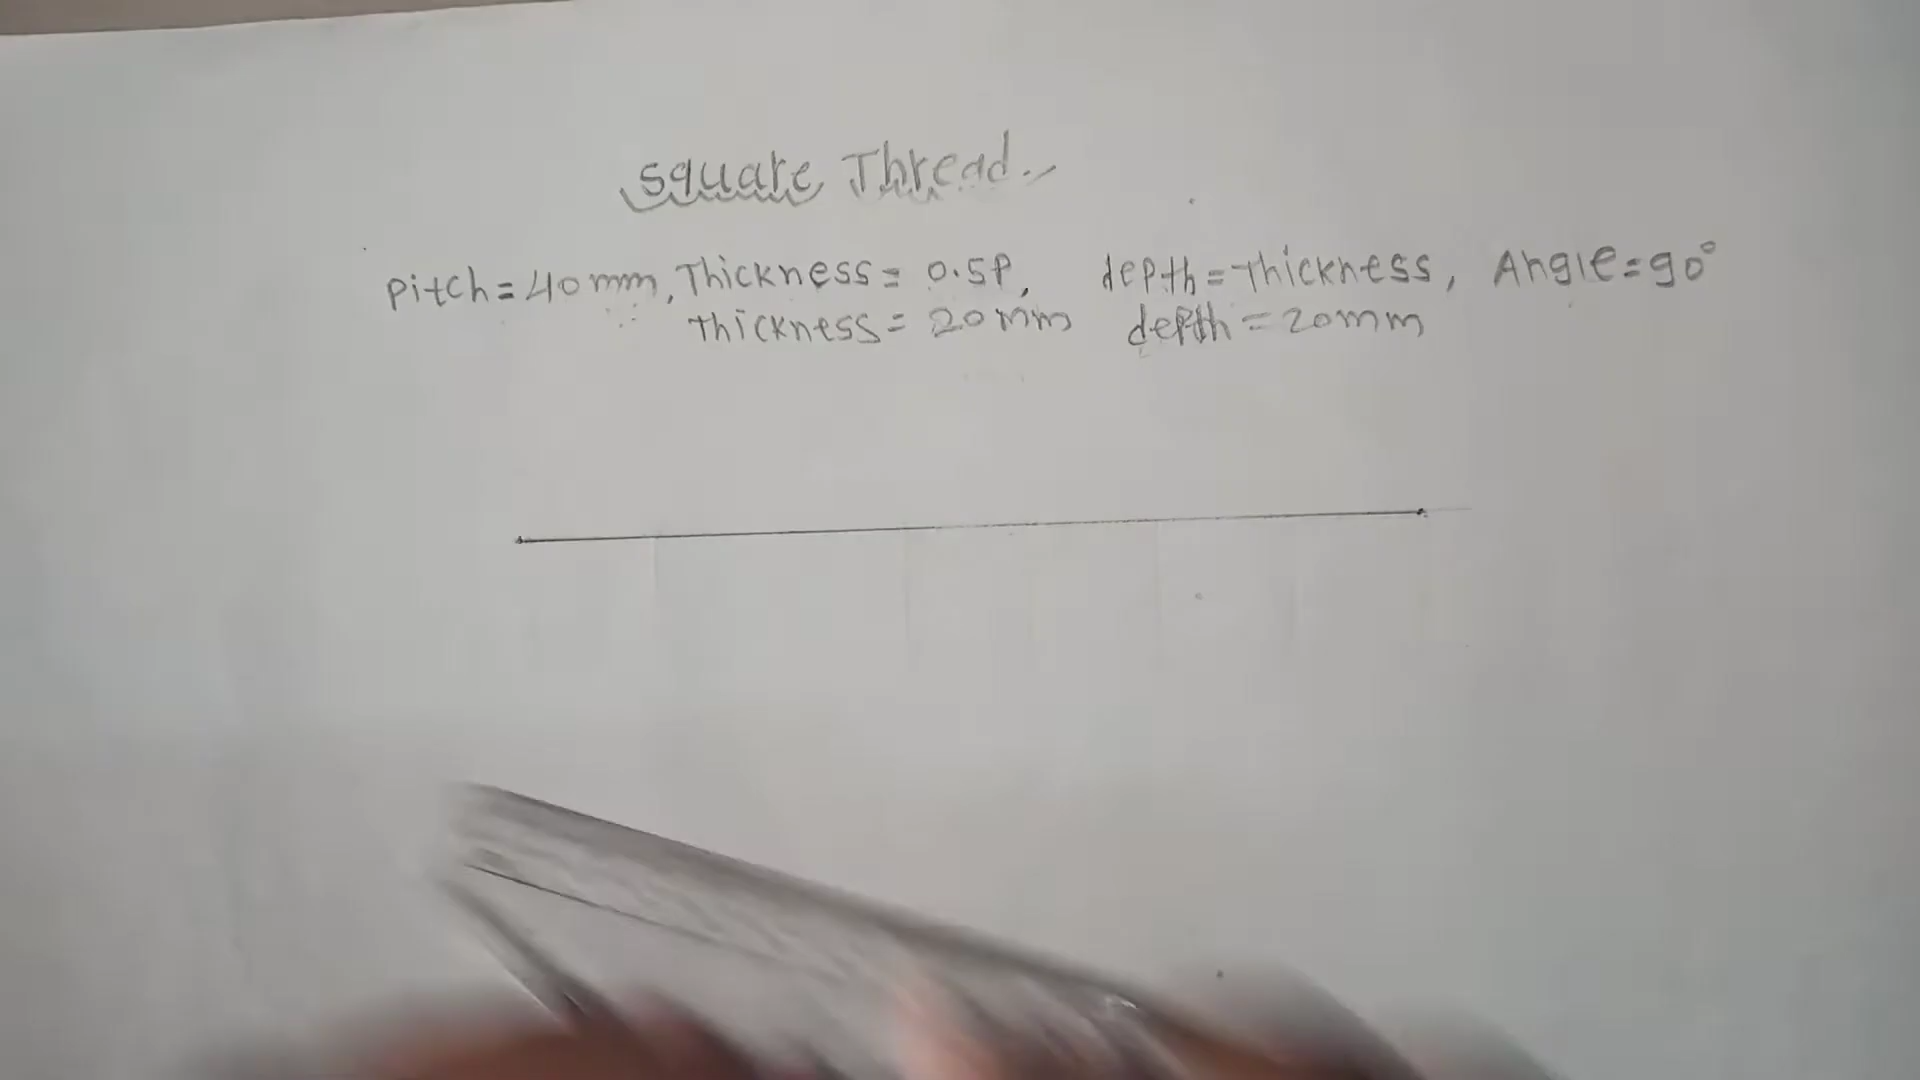 square Thread.
Pitch=40mm, Thickness= 0.5P, depth=Thickness, Angle=90°
Thickness= 20mm depth=20mm